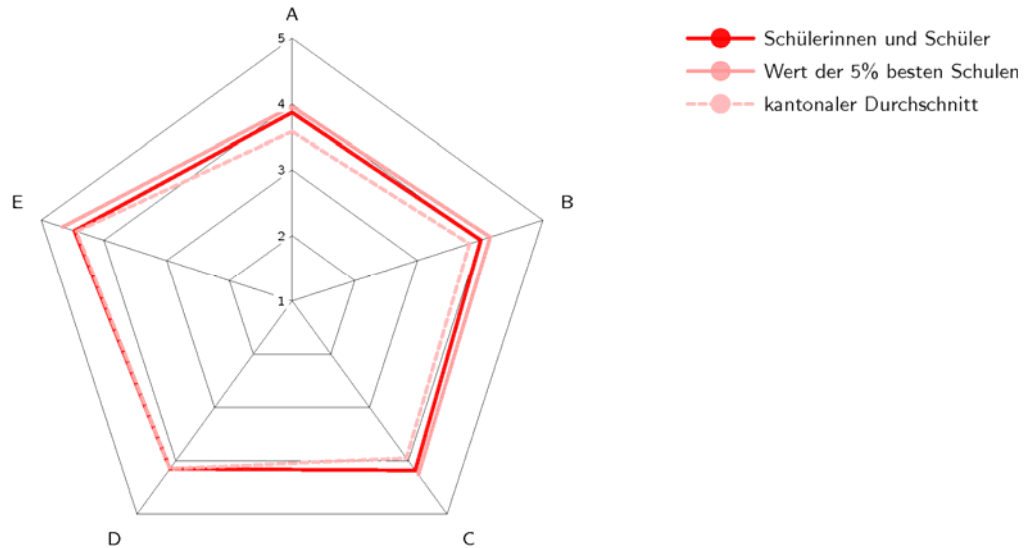 A
5
4
3
2
1
E
B
D
C
Schülerinnen und Schüler
Wert der 5% besten Schulen
kantonaler Durchschnitt